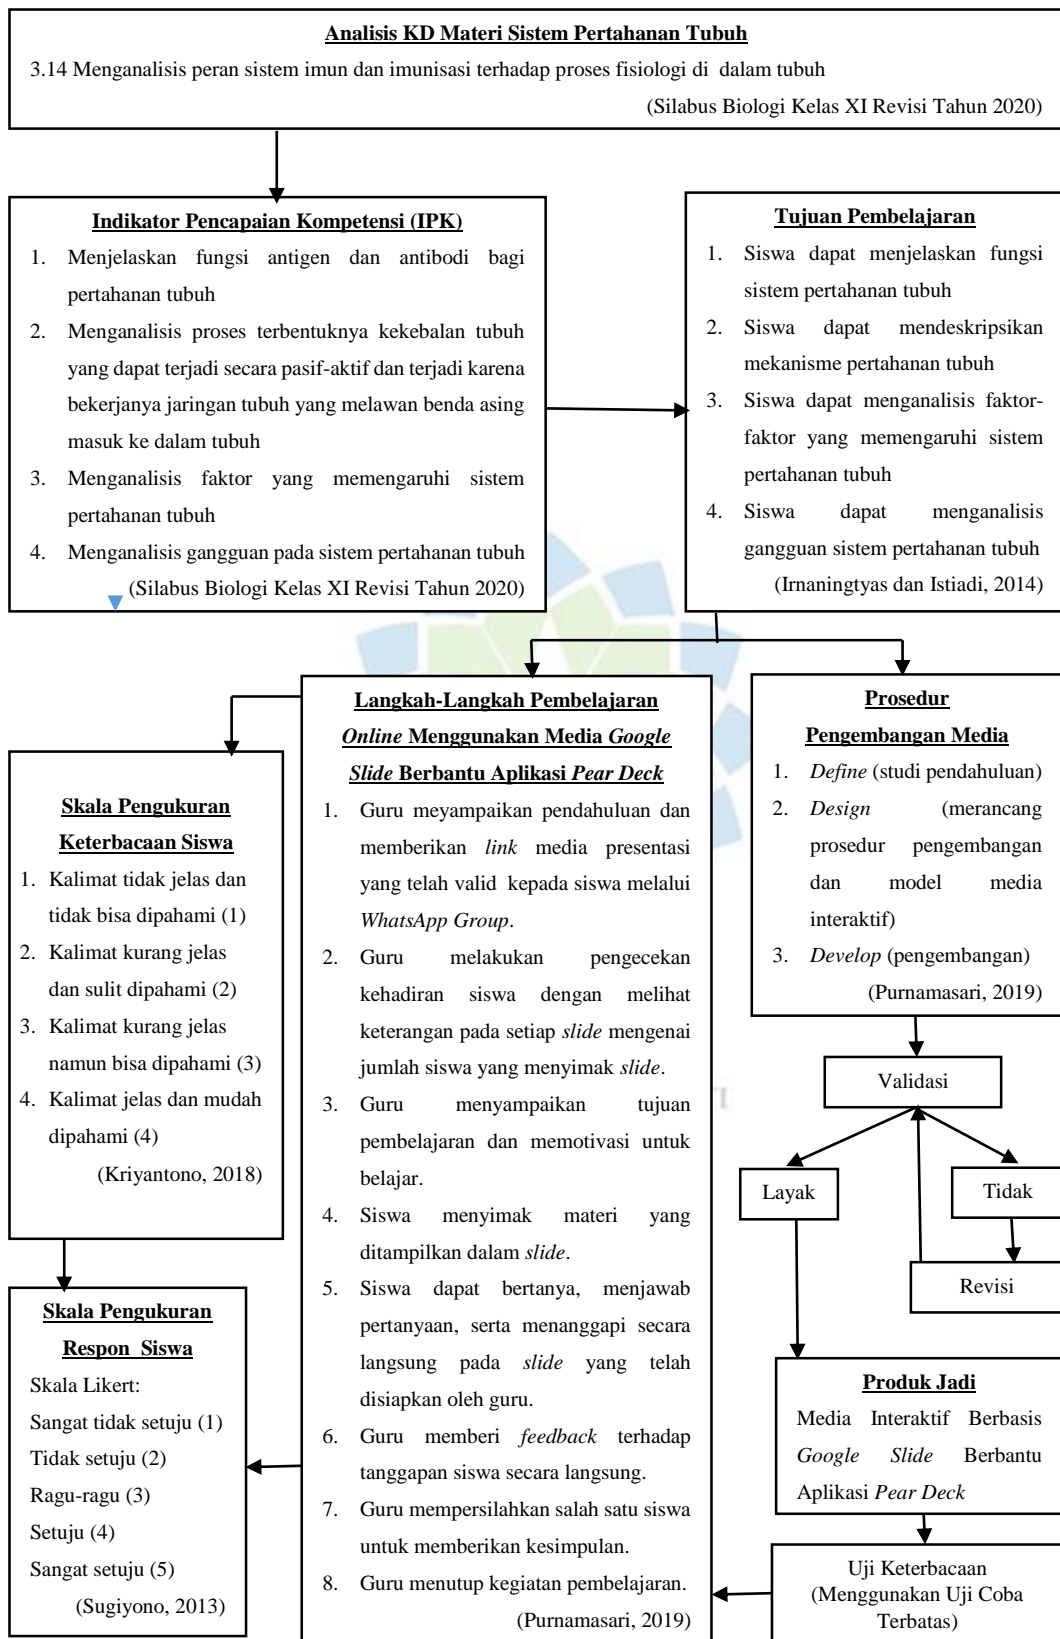 Analisis KD Materi Sistem Pertahanan Tubuh
3.14 Menganalisis peran sistem imun dan imunisasi terhadap proses fisiologi di dalam tubuh
(Silabus Biologi Kelas XI Revisi Tahun 2020)
Indikator Pencapaian Kompetensi (IPK)
1. Menjelaskan fungsi antigen dan antibodi bagi
pertahanan tubuh
2. Menganalisis proses terbentuknya kekebalan tubuh
yang dapat terjadi secara pasif-aktif dan terjadi karena
bekerjanya jaringan tubuh yang melawan benda asing
masuk ke dalam tubuh
3. Menganalisis faktor yang memengaruhi sistem
pertahanan tubuh
4. Menganalisis gangguan pada sistem pertahanan tubuh
(Silabus Biologi Kelas XI Revisi Tahun 2020)
Tujuan Pembelajaran
1. Siswa dapat menjelaskan fungsi
sistem pertahanan tubuh
2. Siswa dapat mendeskripsikan
mekanisme pertahanan tubuh
3. Siswa dapat menganalisis faktor-
faktor yang memengaruhi sistem
pertahanan tubuh
4. Siswa dapat menganalisis
gangguan sistem pertahanan tubuh
(Irnaningtyas dan Istiadi, 2014)
Skala Pengukuran
Keterbacaan Siswa
1. Kalimat tidak jelas dan
tidak bisa dipahami (1)
2. Kalimat kurang jelas
dan sulit dipahami (2)
3. Kalimat kurang jelas
namun bisa dipahami (3)
4. Kalimat jelas dan mudah
dipahami (4)
(Kriyantono, 2018)
Skala Pengukuran
Respon Siswa
Skala Likert:
Sangat tidak setuju (1)
Tidak setuju (2)
Ragu-ragu (3)
Setuju (4)
Sangat setuju (5)
(Sugiyono, 2013)
Langkah-Langkah Pembelajaran
Online Menggunakan Media Google
Slide Berbantu Aplikasi Pear Deck
1. Guru meyampaikan pendahuluan dan
memberikan link media presentasi
yang telah valid kepada siswa melalui
WhatsApp Group.
2. Guru melakukan pengecekan
kehadiran siswa dengan melihat
keterangan pada setiap slide mengenai
jumlah siswa yang menyimak slide.
3. Guru menyampaikan tujuan
pembelajaran dan memotivasi untuk
belajar.
4. Siswa menyimak materi yang
ditampilkan dalam slide.
5. Siswa dapat bertanya, menjawab
pertanyaan, serta menanggapi secara
langsung pada slide yang telah
disiapkan oleh guru.
6. Guru memberi feedback terhadap
tanggapan siswa secara langsung.
7. Guru mempersilahkan salah satu siswa
untuk memberikan kesimpulan.
8. Guru menutup kegiatan pembelajaran.
(Purnamasari, 2019)
Prosedur
Pengembangan Media
1. Define (studi pendahuluan)
2. Design (merancang
prosedur pengembangan
dan model media
interaktif)
3. Develop (pengembangan)
(Purnamasari, 2019)
Validasi
Layak
Tidak
Revisi
Produk Jadi
Media Interaktif Berbasis
Google Slide Berbantu
Aplikasi Pear Deck
Uji Keterbacaan
(Menggunakan Uji Coba
Terbatas)